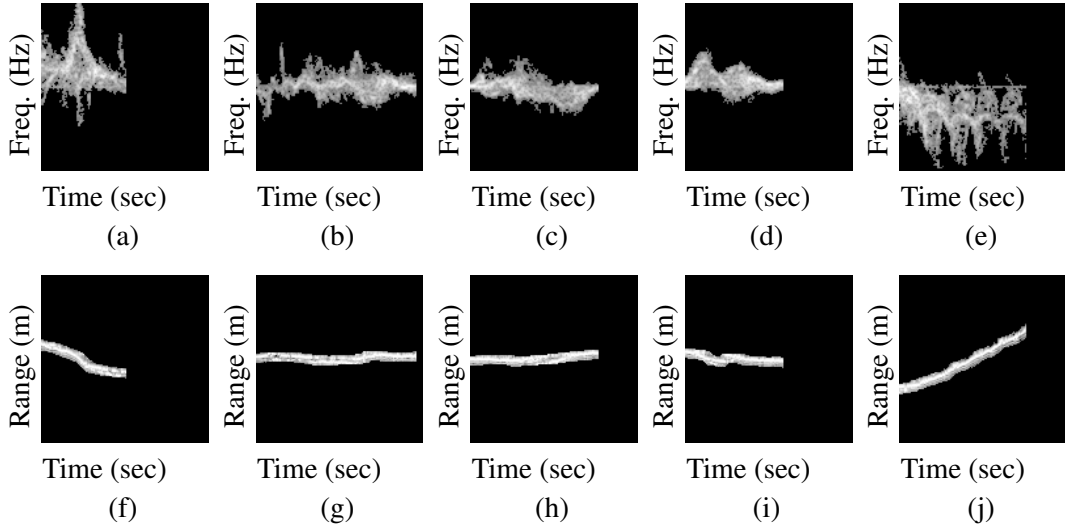 Freq. (Hz) Freq. (Hz) Freq. (Hz) Freq. (Hz) Freq. (Hz)
Time (sec) Time (sec) Time (sec) Time (sec) Time (sec)
(a) (b) (c) (d) (e)
Range (m) Range (m) Range (m) Range (m) Range (m)
Time (sec) Time (sec) Time (sec) Time (sec) Time (sec)
(f) (g) (h) (i) (j)